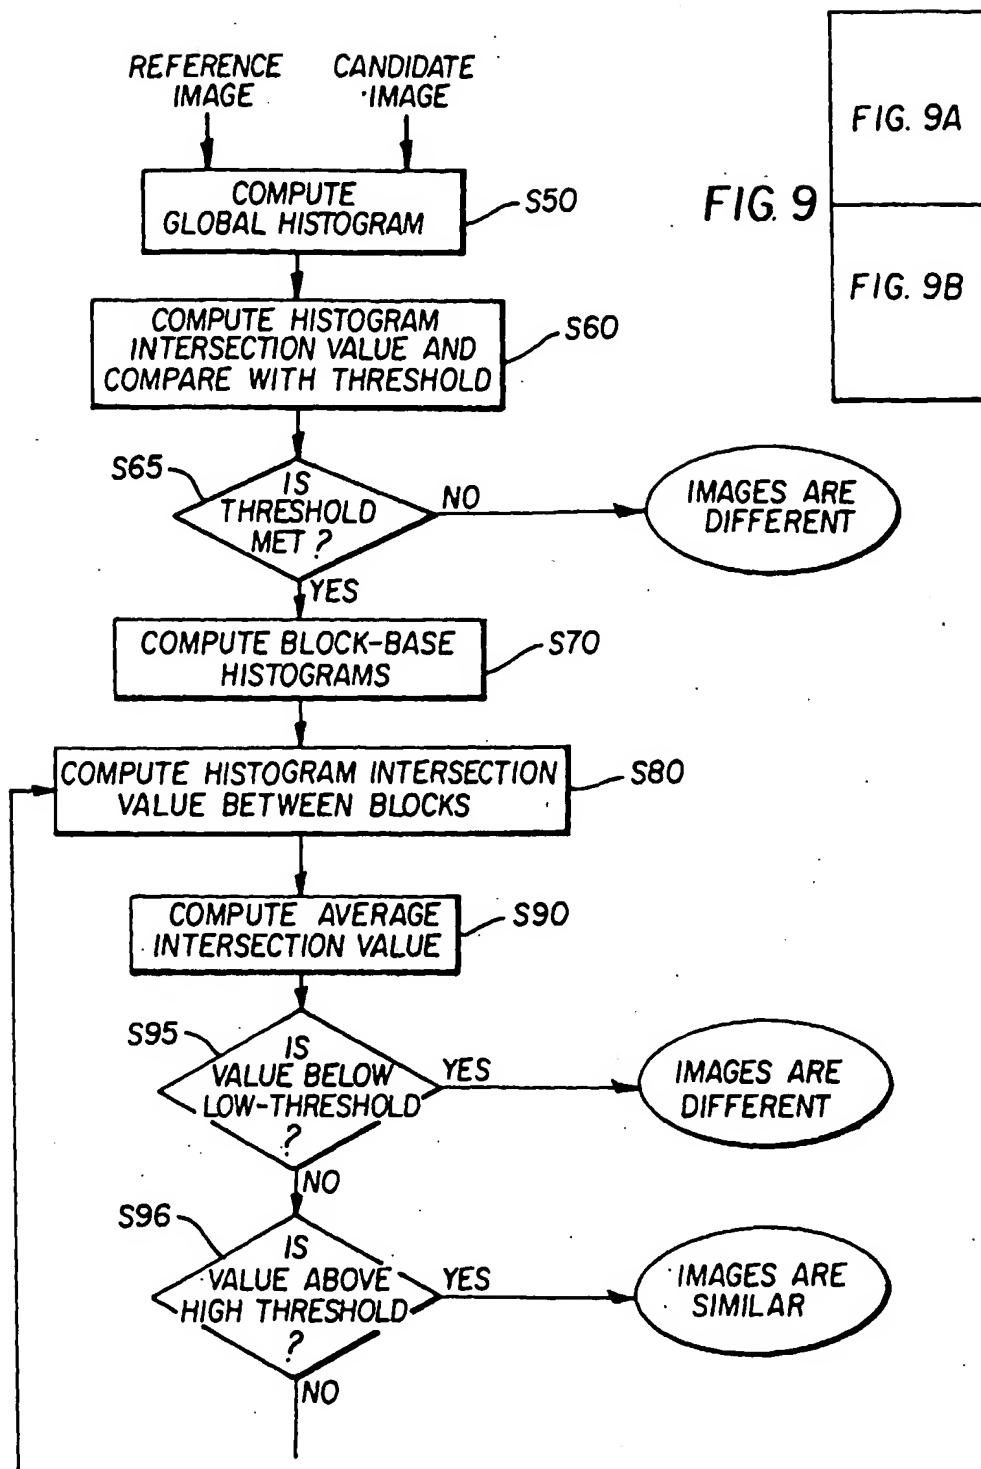 REFERENCE
IMAGE
CANDIDATE
IMAGE
COMPUTE
GLOBAL HISTOGRAM
S50
FIG. 9
FIG. 9A
FIG. 9B
COMPUTE HISTOGRAM
INTERSECTION VALUE AND
COMPARE WITH THRESHOLD
S60
S65
IS
THRESHOLD
MET ?
NO
IMAGES ARE
DIFFERENT
YES
COMPUTE BLOCK-BASE
HISTOGRAMS
S70
COMPUTE HISTOGRAM INTERSECTION
VALUE BETWEEN BLOCKS
S80
COMPUTE AVERAGE
INTERSECTION VALUE
S90
S95
IS
VALUE BELOW
LOW-THRESHOLD
?
YES
IMAGES ARE
DIFFERENT
NO
S96
IS
VALUE ABOVE
HIGH THRESHOLD
?
YES
IMAGES ARE
SIMILAR
NO